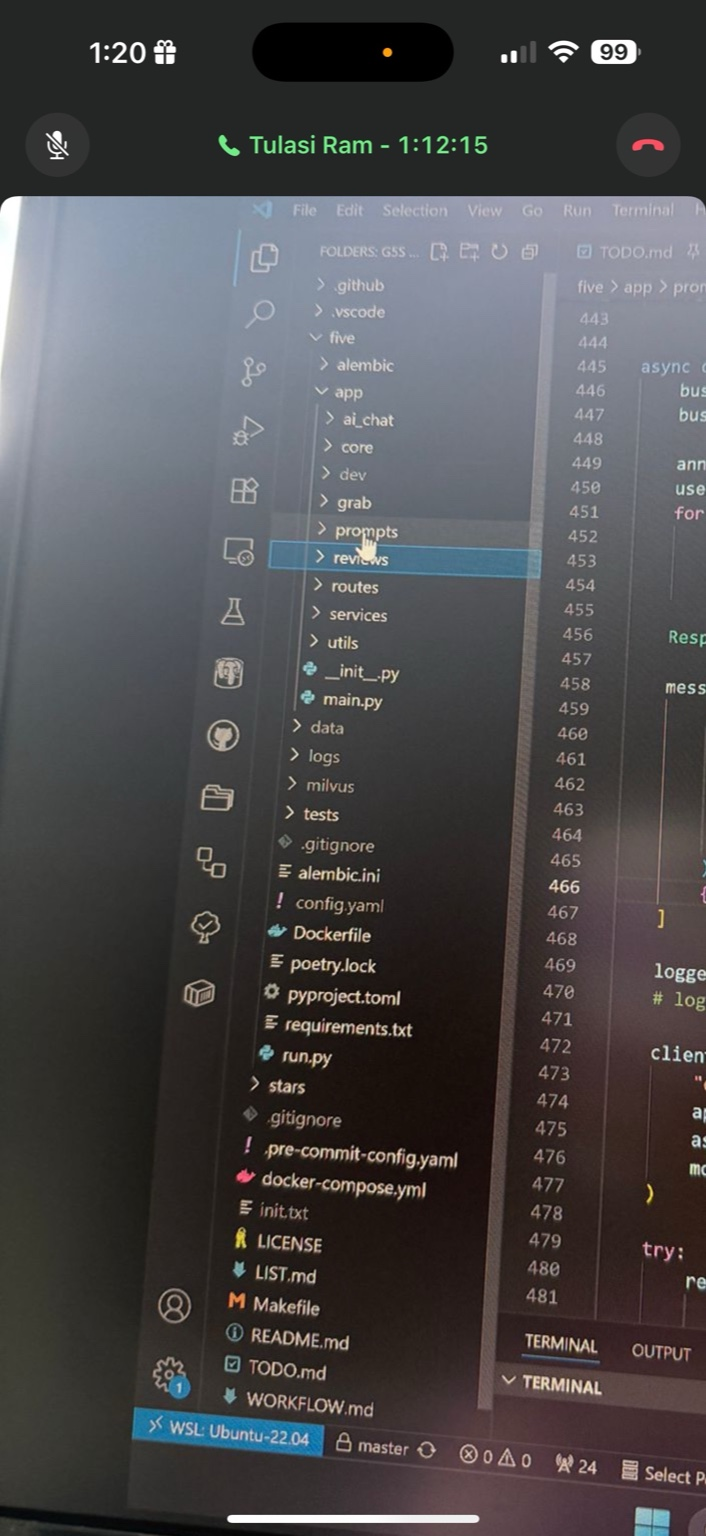 1:20
99
Tulasi Ram - 1:12:15
File Edit Selection View Go Run Terminal
FOLDERS: GSS ...
TODO.md
.github
five > app >
.vscode
443
five
444
alembic
445 async
app
446 bus
ai_chat
447 bus
core
448
dev
449 ann
450 use
grab
451 for
prompts
452
reviews
453
routes
454
services
455
456 Resp
utils
457
__init__.py
458 mess
main.py
459
data
460
logs
461
milvus
462
tests
463
464
.gitignore
465 )
alembic.ini
466 {
config.yaml
467 ]
Dockerfile
468
poetry.lock
469 logge
pyproject.toml
470 # log
requirements.txt
471
run.py
472 clien
473
stars
474
.gitignore
475
.pre-commit-config.yaml
476
docker-compose.yml
477 )
init.txt
478
LICENSE
479 try:
LIST.md
480 re
Makefile
481
README.md
TERMINAL OUTPUT
TODO.md
TERMINAL
1
WORKFLOW.md
WSL: Ubuntu-22.04 master 0 0 24 Select